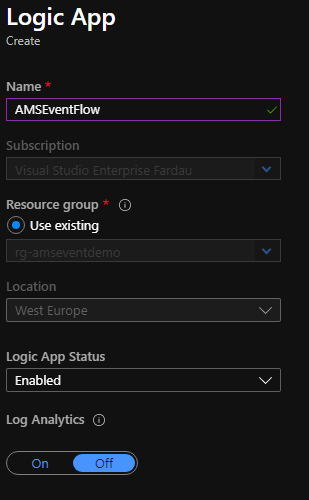 Logic App
Create
Name *
AMSEventFlow
Subscription
Visual Studio Enterprise Fardau
Resource group *
Use existing
rg-amseventdemo
Location
West Europe
Logic App Status
Enabled
Log Analytics
On Off